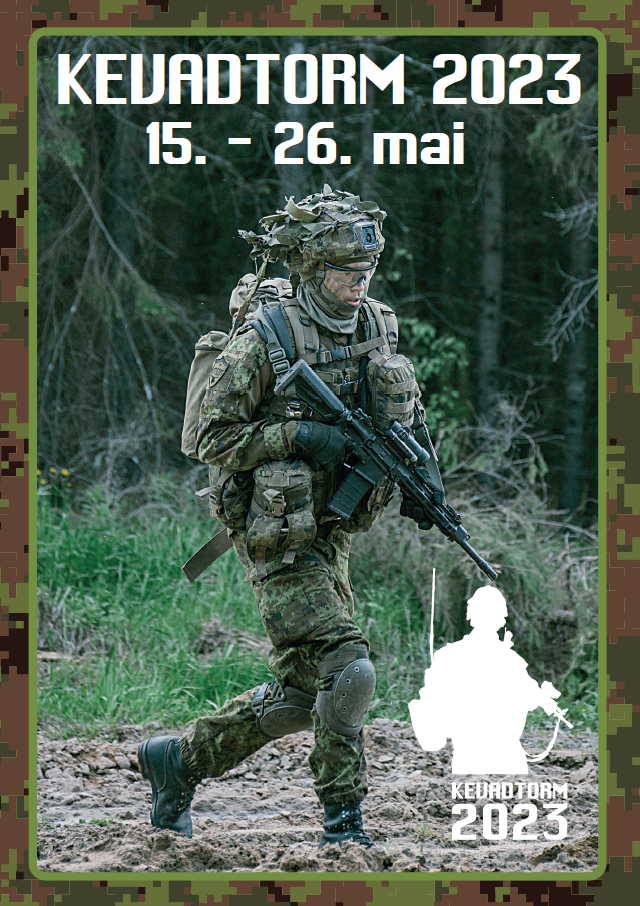 KEVADTORM 2023
15. - 26. mai
KEVADTORM
2023